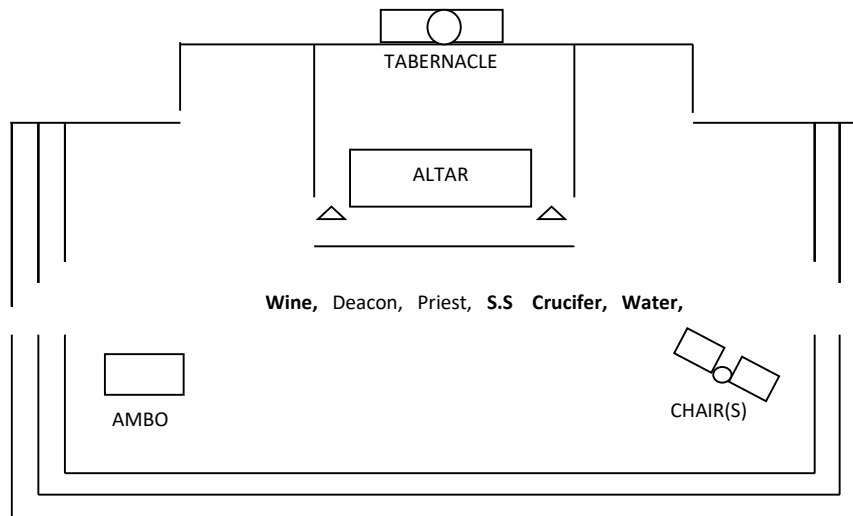 TABERNACLE
ALTAR
Wine, Deacon, Priest, S.S Crucifer, Water,
AMBO
CHAIR(S)